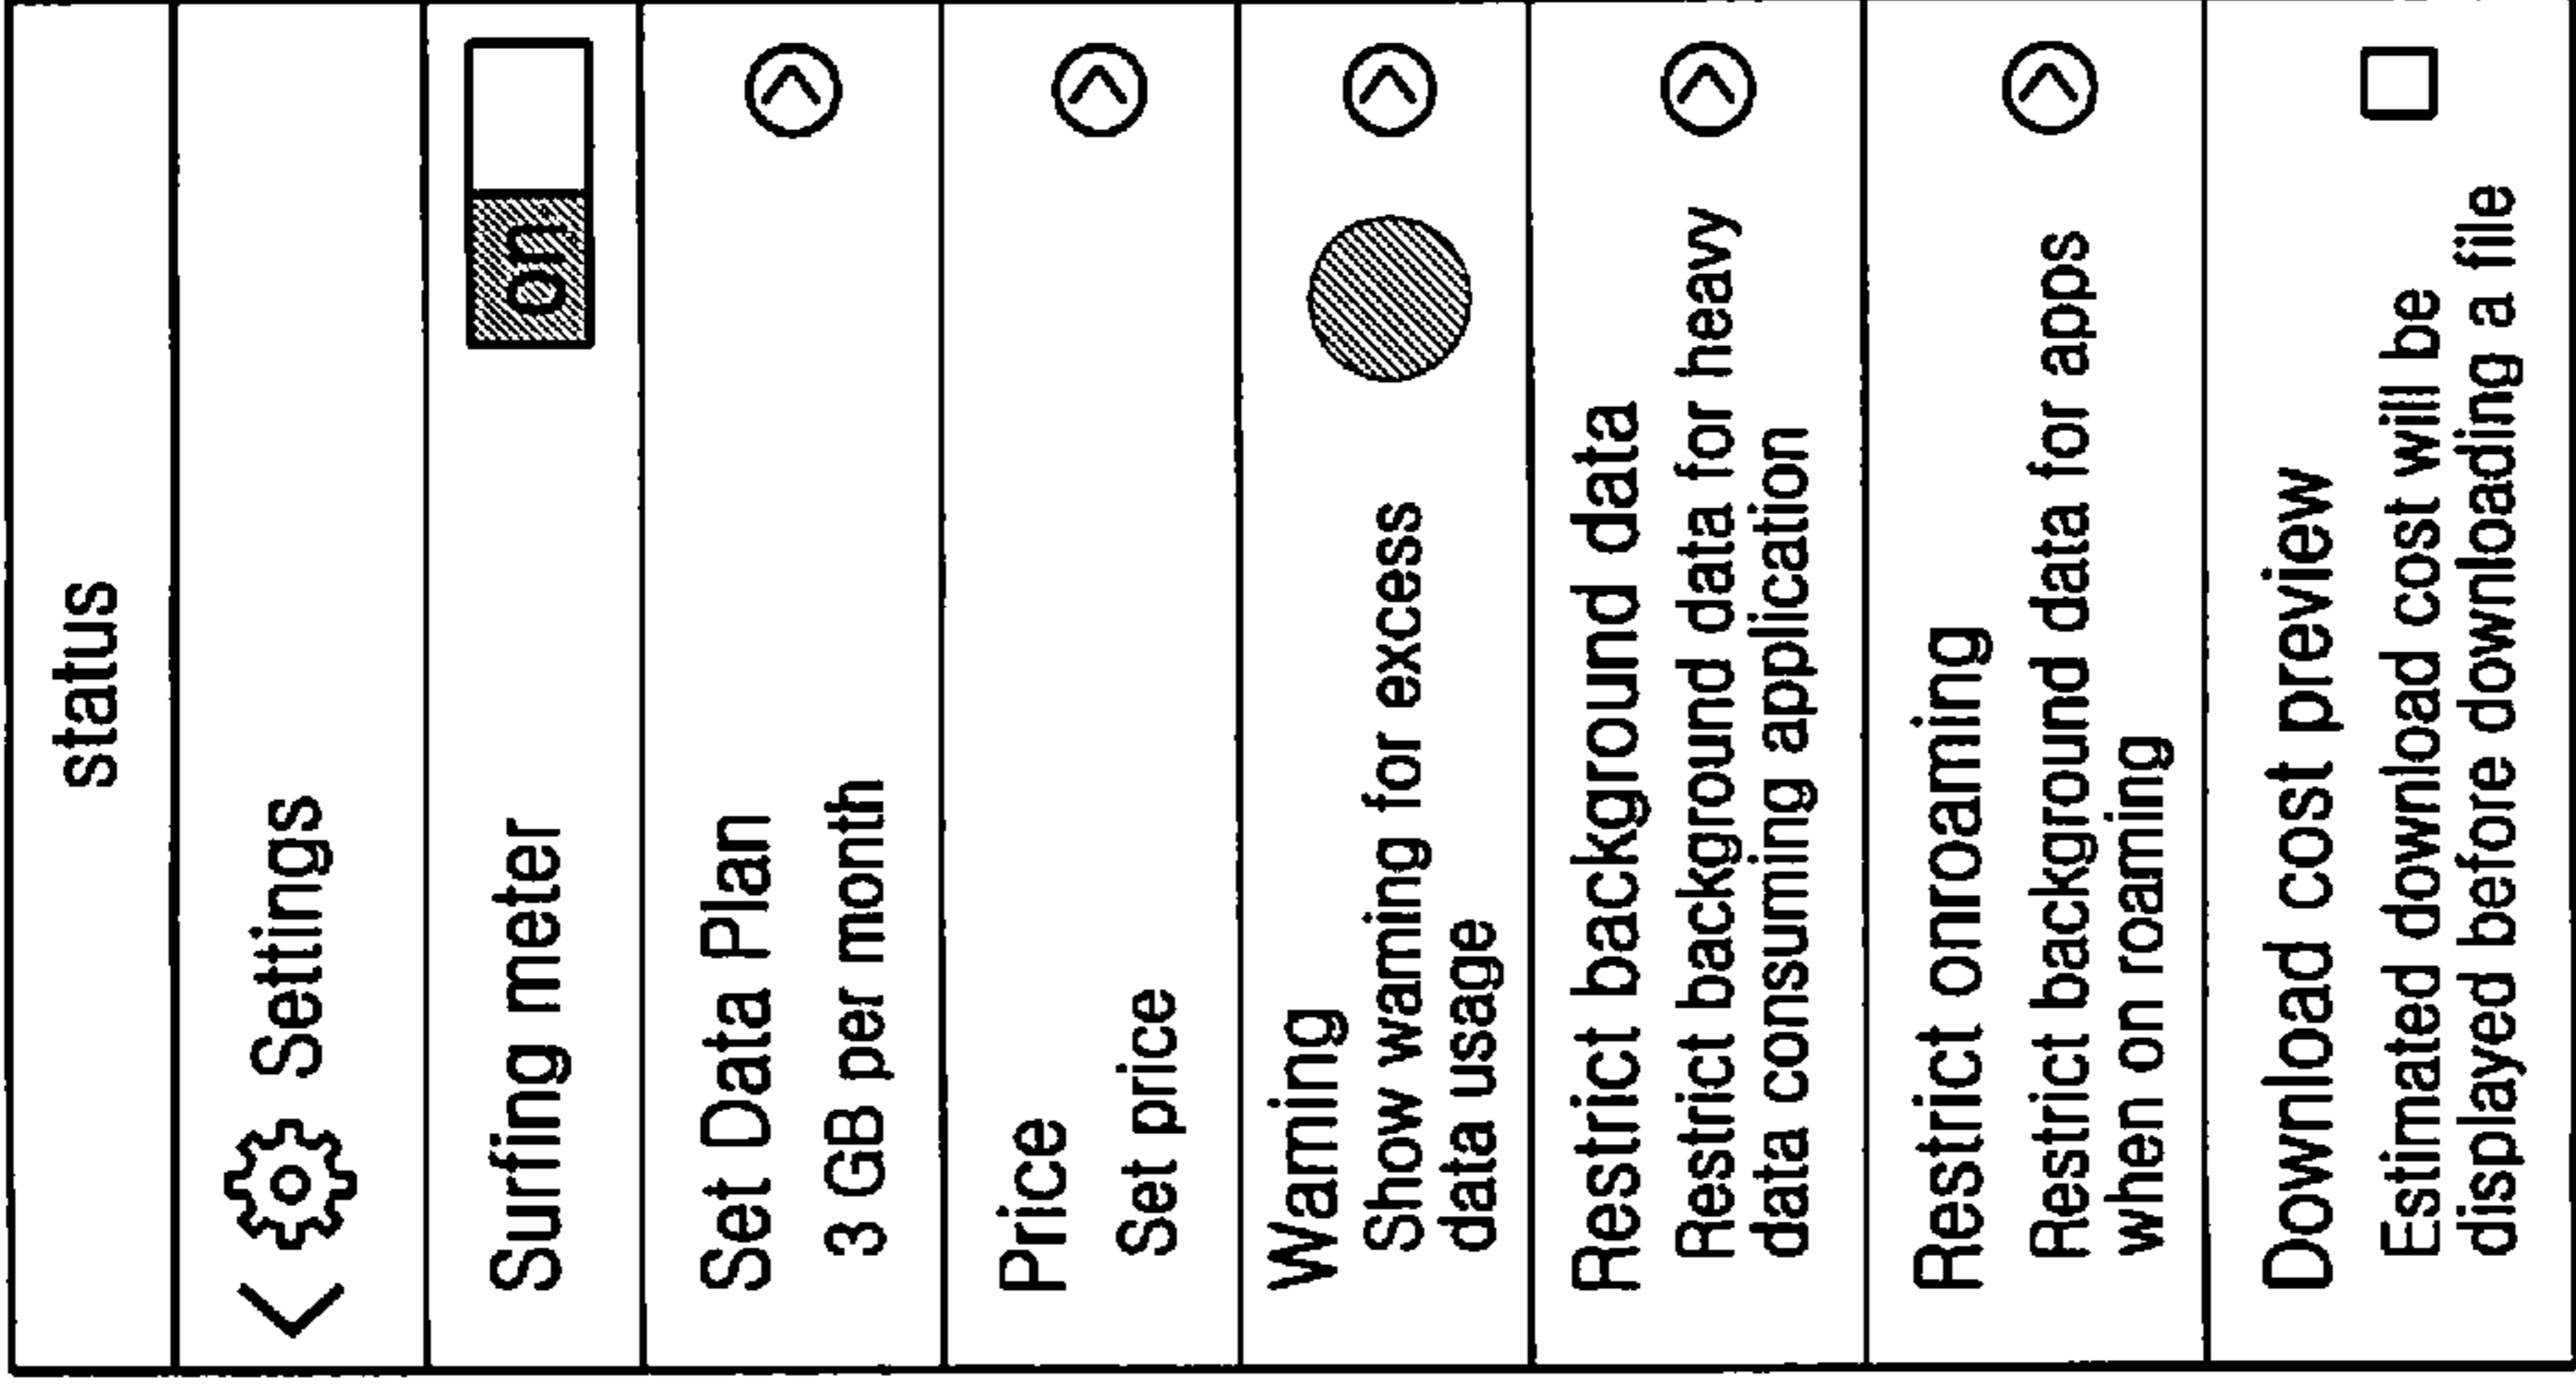 status
Settings
Surfing meter
on
Set Data Plan
3 GB per month
Price
Set price
Waming
Show waming for excess
data usage
Restrict background data
Restrict background data for heavy
data consuming application
Restrict onroaming
Restrict background data for apps
when on roaming
Download cost preview
Estimated download cost will be
displayed before downloading a file